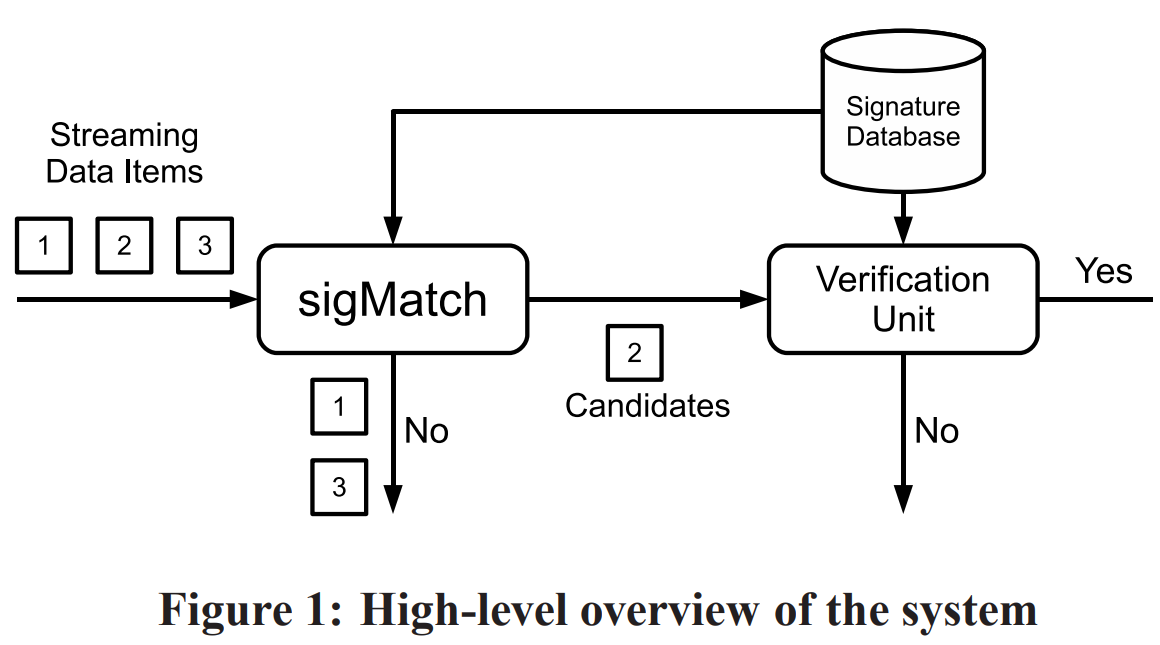 Signature
Database
Streaming
Data Items
1 2 3
sigMatch
Verification
Unit
Yes
2
Candidates
1
No
3
No
Figure 1: High-level overview of the system